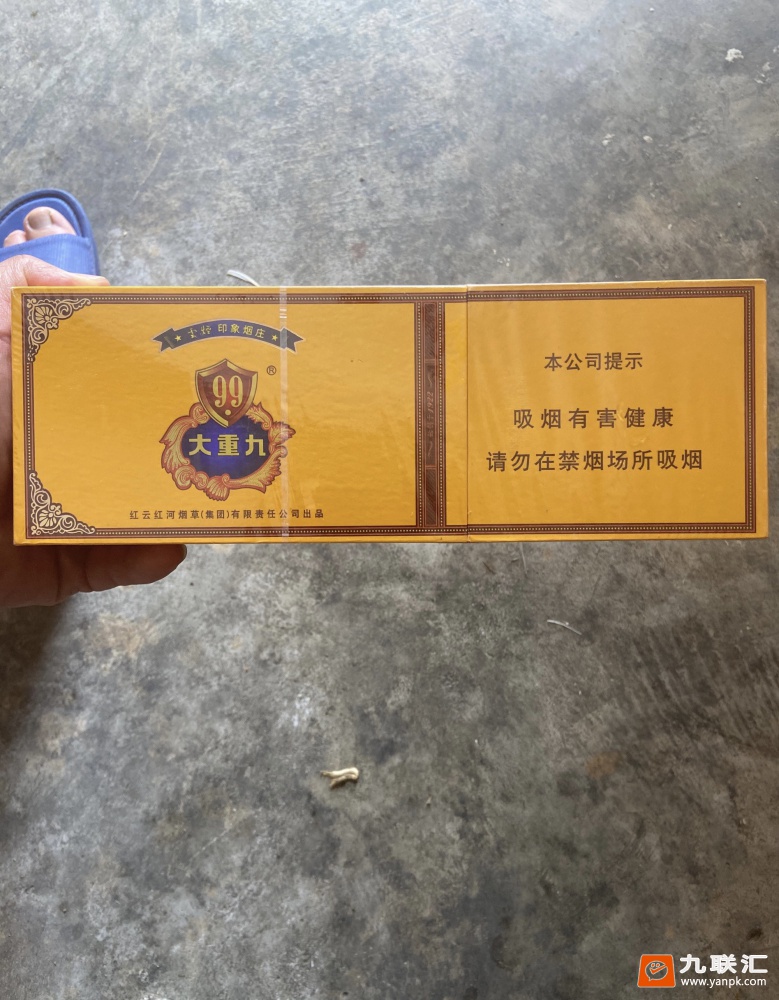 云烟 印象烟庄
99
®
大重九
红云红河烟草(集团)有限责任公司出品
本公司提示
吸烟有害健康
请勿在禁烟场所吸烟
九联汇
www.yanpk.com